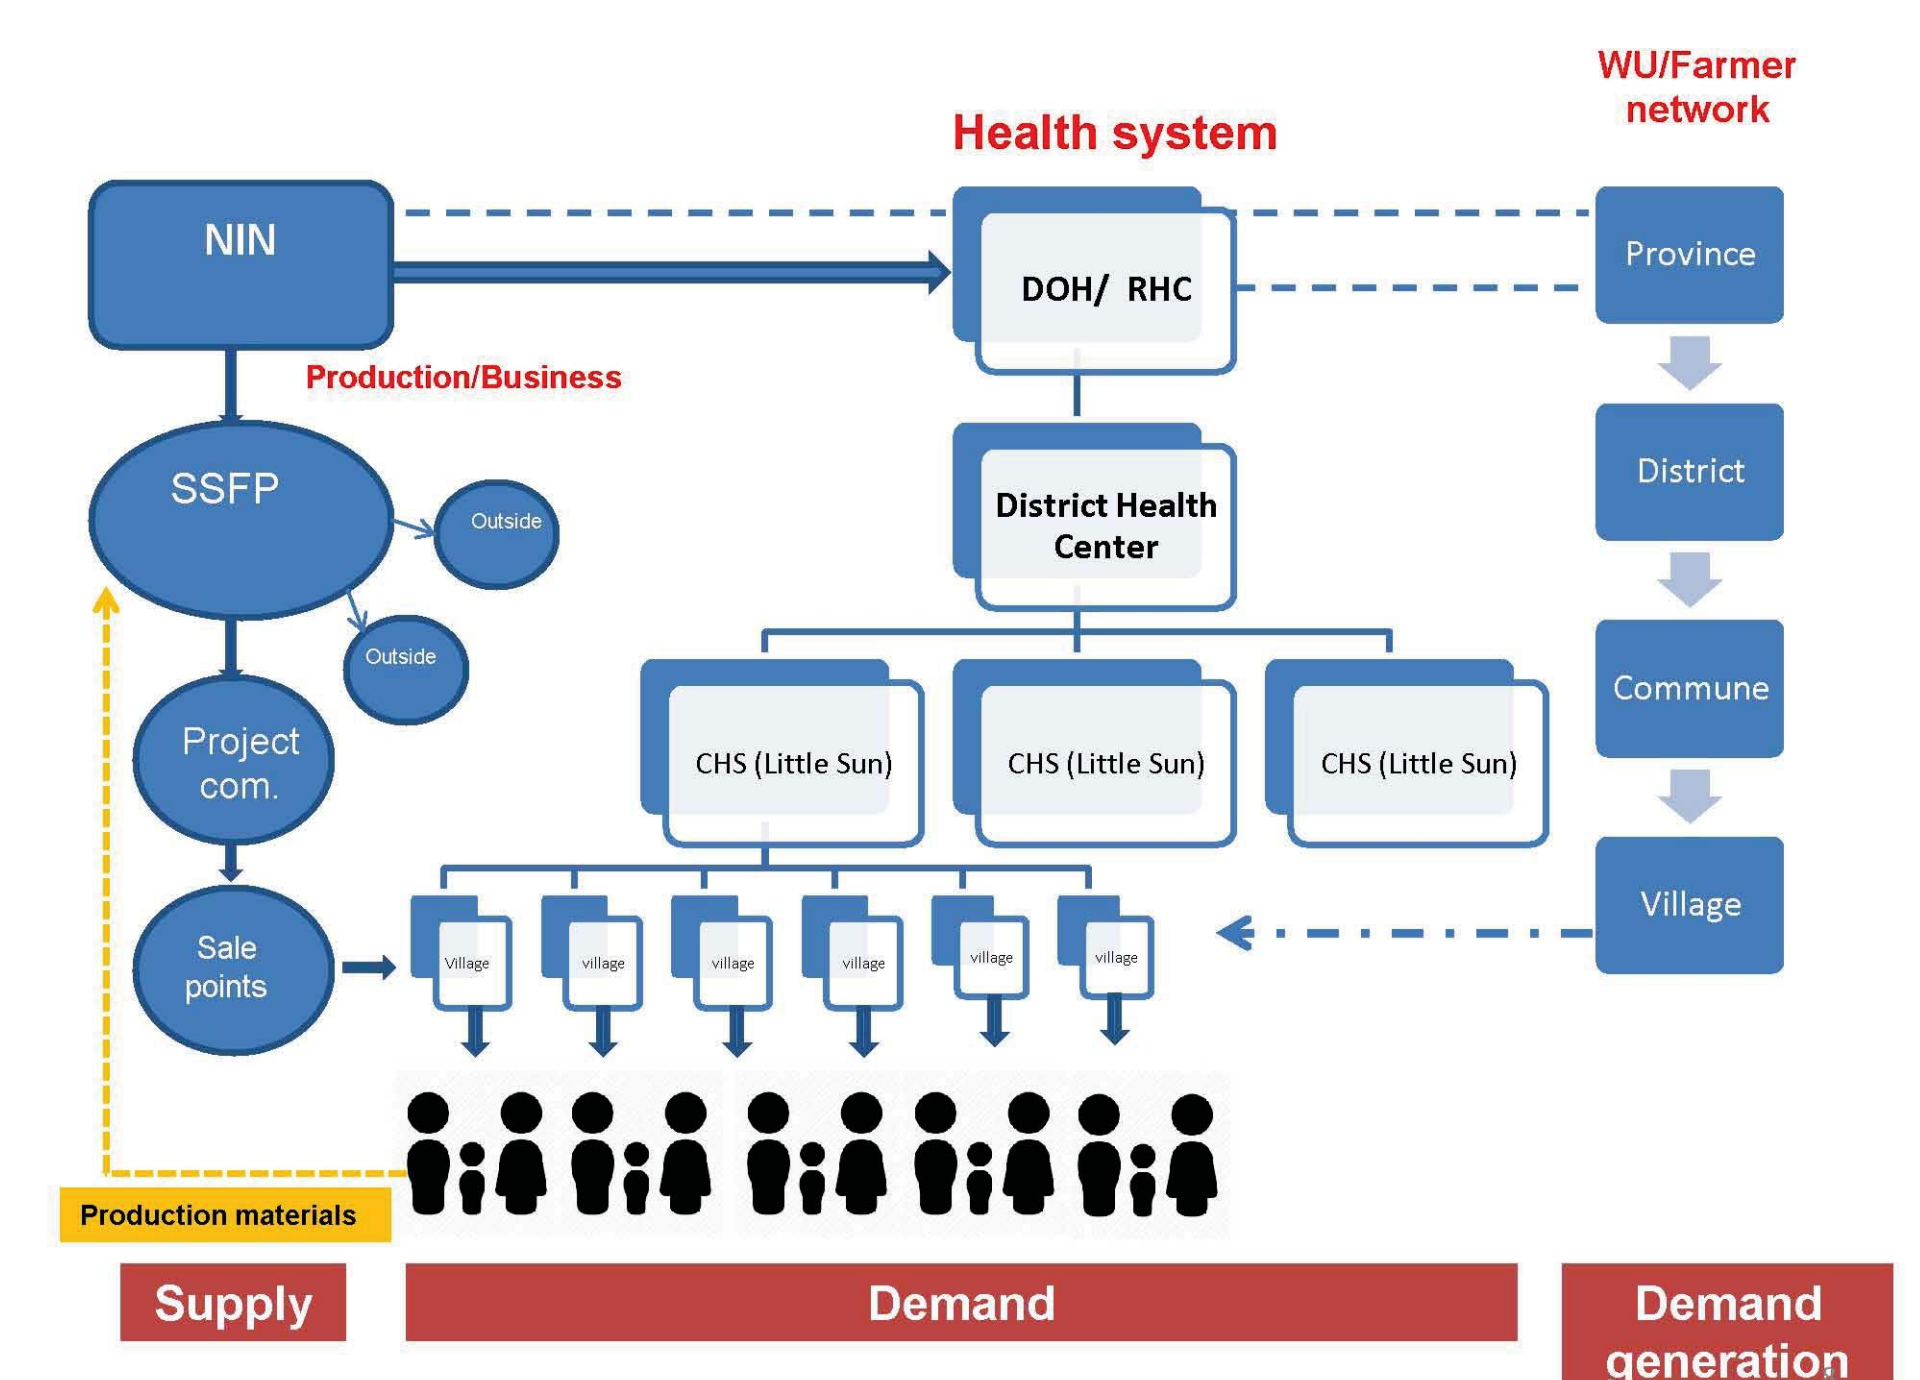 WU/Farmer
network
Health system
NIN
DOH/ RHC
Province
Production/Business
SSFP
Outside
Outside
District Health
Center
District
Project
com.
CHS (Little Sun)
CHS (Little Sun)
CHS (Little Sun)
Commune
Sale
points
Village
village
village
village
village
village
Village
Production materials
Supply
Demand
Demand
generation